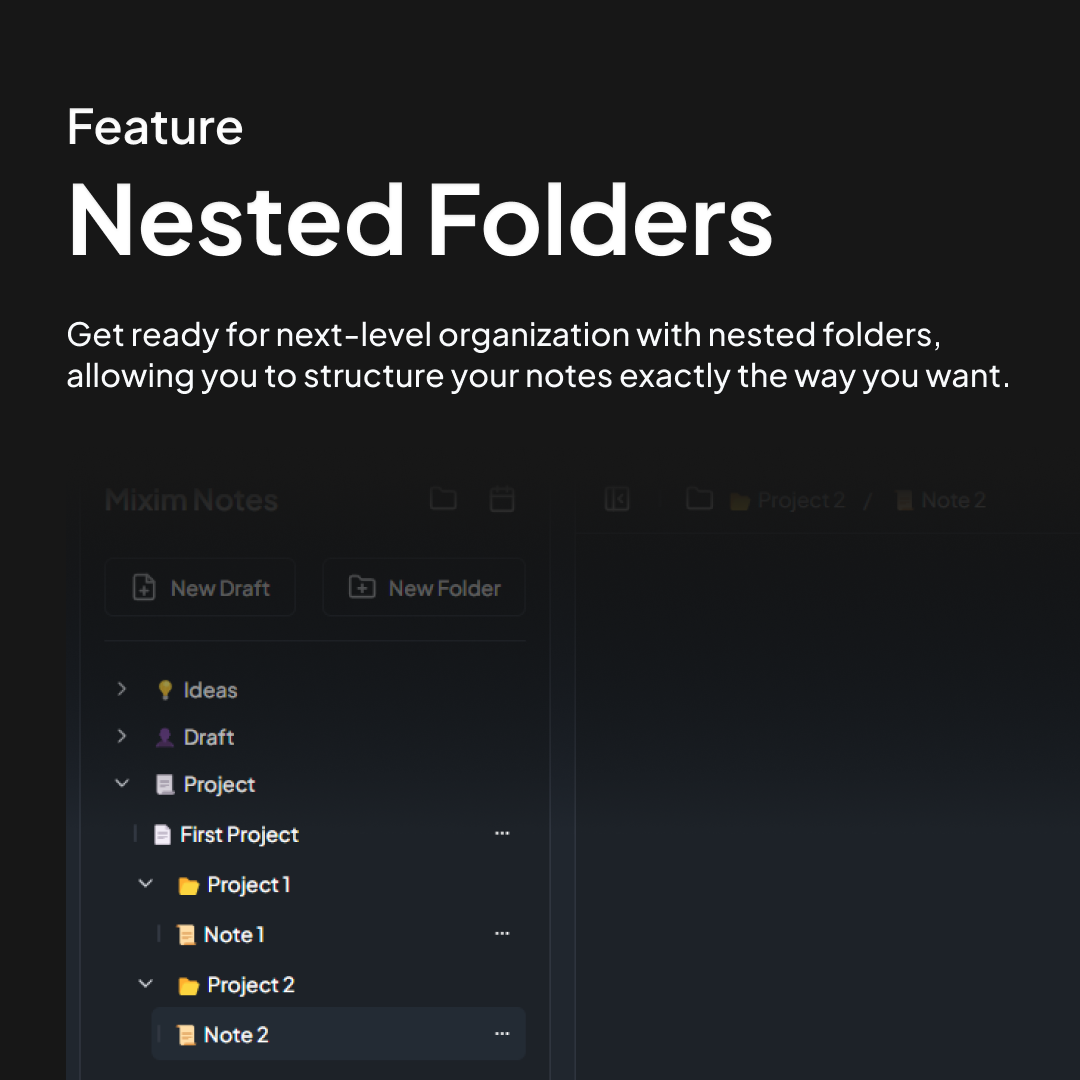 Feature
Nested Folders
Get ready for next-level organization with nested folders,
allowing you to structure your notes exactly the way you want.
Mixim Notes
Project 2 / Note 2
New Draft
New Folder
Ideas
Draft
Project
First Project
Project 1
Note 1
Project 2
Note 2